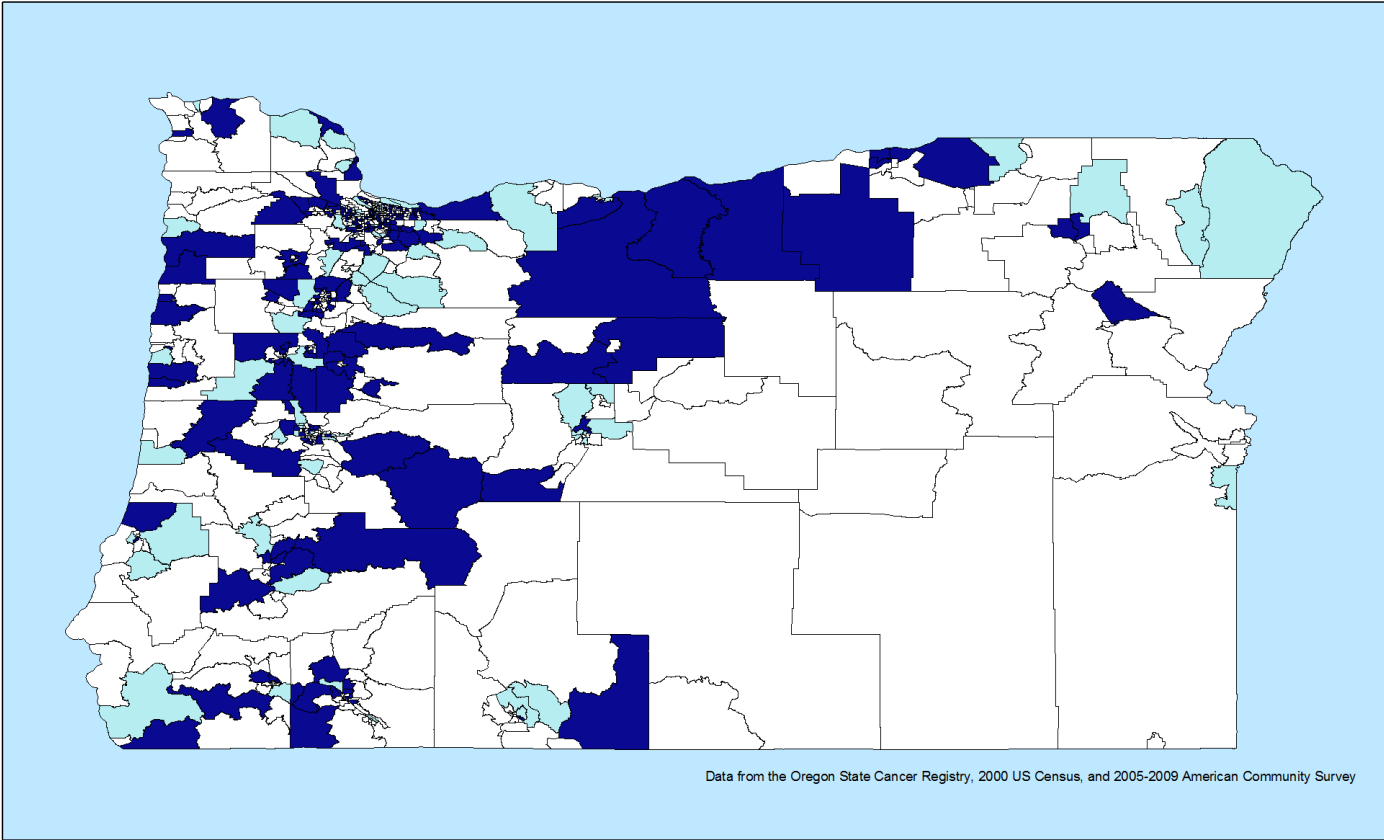 Data from the Oregon State Cancer Registry, 2000 US Census, and 2005-2009 American Community Survey